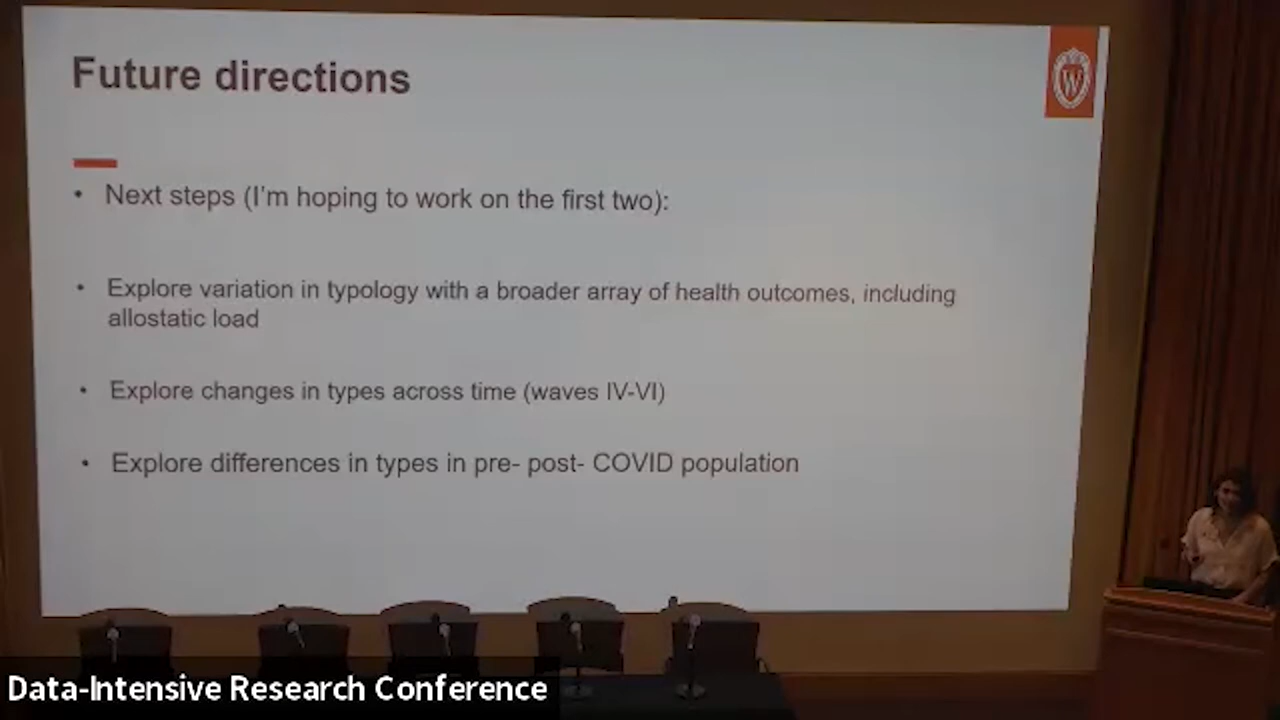 Future directions
W
• Next steps (I'm hoping to work on the first two):
• Explore variation in typology with a broader array of health outcomes, including
allostatic load
• Explore changes in types across time (waves IV-VI)
• Explore differences in types in pre- post- COVID population
Data-Intensive Research Conference